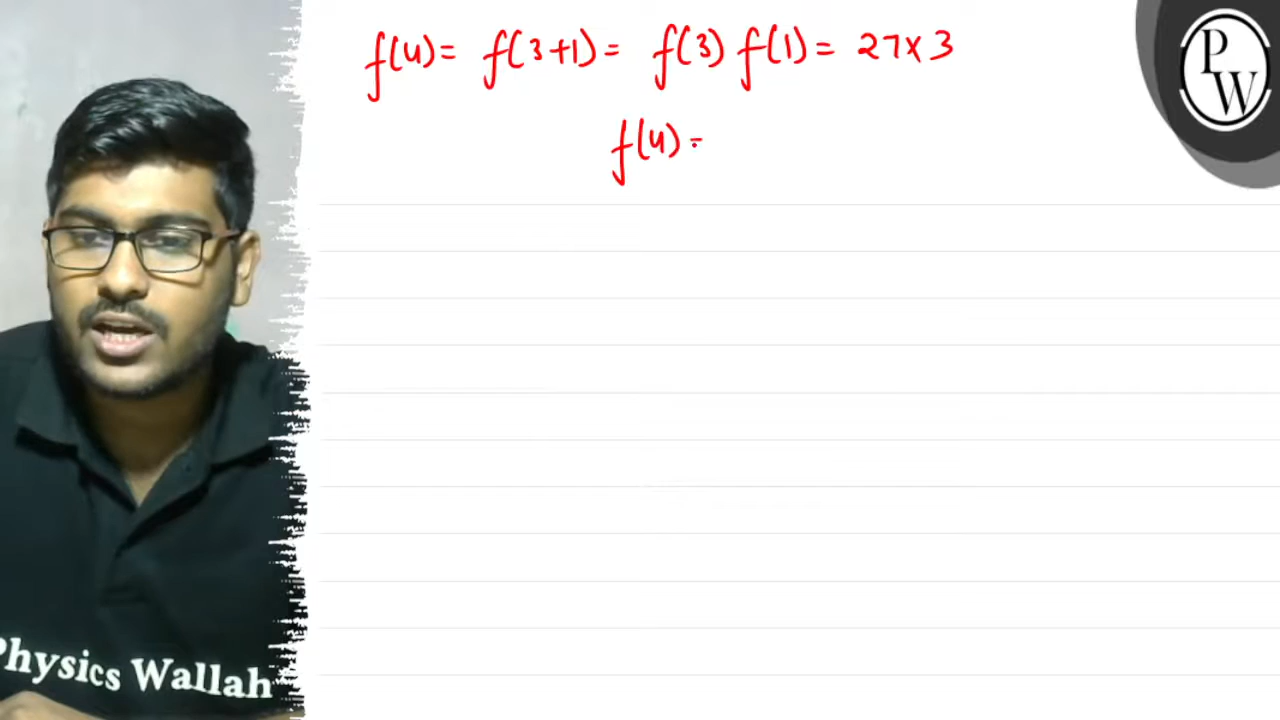 f(4) = f(3+1) = f(3) f(1) = 27 x 3
f(4) =
PW
Physics Wallah